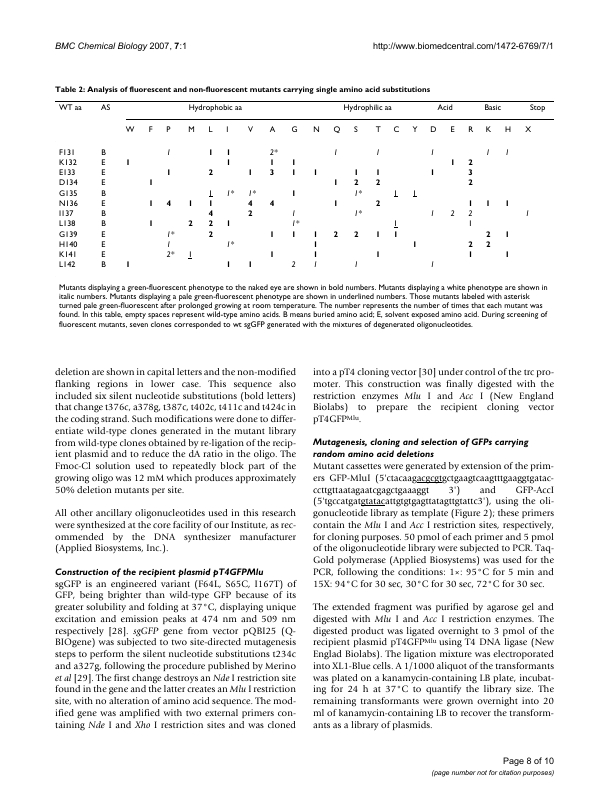 BMC Chemical Biology 2007, 7:1
http://www.biomedcentral.com/1472-6769/7/1
Table 2: Analysis of fluorescent and non-fluorescent mutants carrying single amino acid substitutions
WT aa AS Hydrophobic aa Hydrophilic aa Acid Basic Stop
W F P M L I V A G N Q S T C Y D E R K H X
F131 B 1 1 1 2* 1 1 1 1 1
K132 E 1 1 1 1 1 2
E133 E 1 2 1 3 1 1 1 1 1 3
D134 E 1 1 2 2 2
G135 B 1 1* 1* 1 1* 1 1
N136 E 1 4 1 1 4 4 1 2 1 1 1
I137 B 4 2 1 1* 1 2 2 1
L138 B 1 2 2 1 1* 1 1
G139 E 1* 2 1 1 1 2 2 1 1 2 1
H140 E 1 1* 1 1 2 2
K141 E 2* 1 1 1 1 1 1
L142 B 1 1 1 2 1 1 1
Mutants displaying a green-fluorescent phenotype to the naked eye are shown in bold numbers. Mutants displaying a white phenotype are shown in
italic numbers. Mutants displaying a pale green-fluorescent phenotype are shown in underlined numbers. Those mutants labeled with asterisk
turned pale green-fluorescent after prolonged growing at room temperature. The number represents the number of times that each mutant was
found. In this table, empty spaces represent wild-type amino acids. B means buried amino acid; E, solvent exposed amino acid. During screening of
fluorescent mutants, seven clones corresponded to wt sgGFP generated with the mixtures of degenerated oligonucleotides.
deletion are shown in capital letters and the non-modified
flanking regions in lower case. This sequence also
included six silent nucleotide substitutions (bold letters)
that change t376c, a378g, t387c, t402c, t411c and t424c in
the coding strand. Such modifications were done to differ-
entiate wild-type clones generated in the mutant library
from wild-type clones obtained by re-ligation of the recip-
ient plasmid and to reduce the dA ratio in the oligo. The
Fmoc-Cl solution used to repeatedly block part of the
growing oligo was 12 mM which produces approximately
50% deletion mutants per site.
All other ancillary oligonucleotides used in this research
were synthesized at the core facility of our Institute, as rec-
ommended by the DNA synthesizer manufacturer
(Applied Biosystems, Inc.).
Construction of the recipient plasmid pT4GFPMlu
sgGFP is an engineered variant (F64L, S65C, I167T) of
GFP, being brighter than wild-type GFP because of its
greater solubility and folding at 37°C, displaying unique
excitation and emission peaks at 474 nm and 509 nm
respectively [28]. sgGFP gene from vector pQBI25 (Q-
BIOgene) was subjected to two site-directed mutagenesis
steps to perform the silent nucleotide substitutions t234c
and a327g, following the procedure published by Merino
et al [29]. The first change destroys an Nde I restriction site
found in the gene and the latter creates an Mlu I restriction
site, with no alteration of amino acid sequence. The mod-
ified gene was amplified with two external primers con-
taining Nde I and Xho I restriction sites and was cloned
into a pT4 cloning vector [30] under control of the trc pro-
moter. This construction was finally digested with the
restriction enzymes Mlu I and Acc I (New England
Biolabs) to prepare the recipient cloning vector
pT4GFPMlu.
Mutagenesis, cloning and selection of GFPs carrying
random amino acid deletions
Mutant cassettes were generated by extension of the prim-
ers GFP-MluI (5'ctacaagacgcgtgctgaagtcaagtttgaaggtgatac-
ccttgttaatagaatcgagctgaaaggt 3') and GFP-AccI
(5'tgccatgatgtatacattgtgtgagttatagttgtattc3'), using the oli-
gonucleotide library as template (Figure 2); these primers
contain the Mlu I and Acc I restriction sites, respectively,
for cloning purposes. 50 pmol of each primer and 5 pmol
of the oligonucleotide library were subjected to PCR. Taq-
Gold polymerase (Applied Biosystems) was used for the
PCR, following the conditions: 1×: 95°C for 5 min and
15X: 94°C for 30 sec, 30°C for 30 sec, 72°C for 30 sec.
The extended fragment was purified by agarose gel and
digested with Mlu I and Acc I restriction enzymes. The
digested product was ligated overnight to 3 pmol of the
recipient plasmid pT4GFPMlu using T4 DNA ligase (New
Englad Biolabs). The ligation mixture was electroporated
into XL1-Blue cells. A 1/1000 aliquot of the transformants
was plated on a kanamycin-containing LB plate, incubat-
ing for 24 h at 37°C to quantify the library size. The
remaining transformants were grown overnight into 20
ml of kanamycin-containing LB to recover the transform-
ants as a library of plasmids.
Page 8 of 10
(page number not for citation purposes)